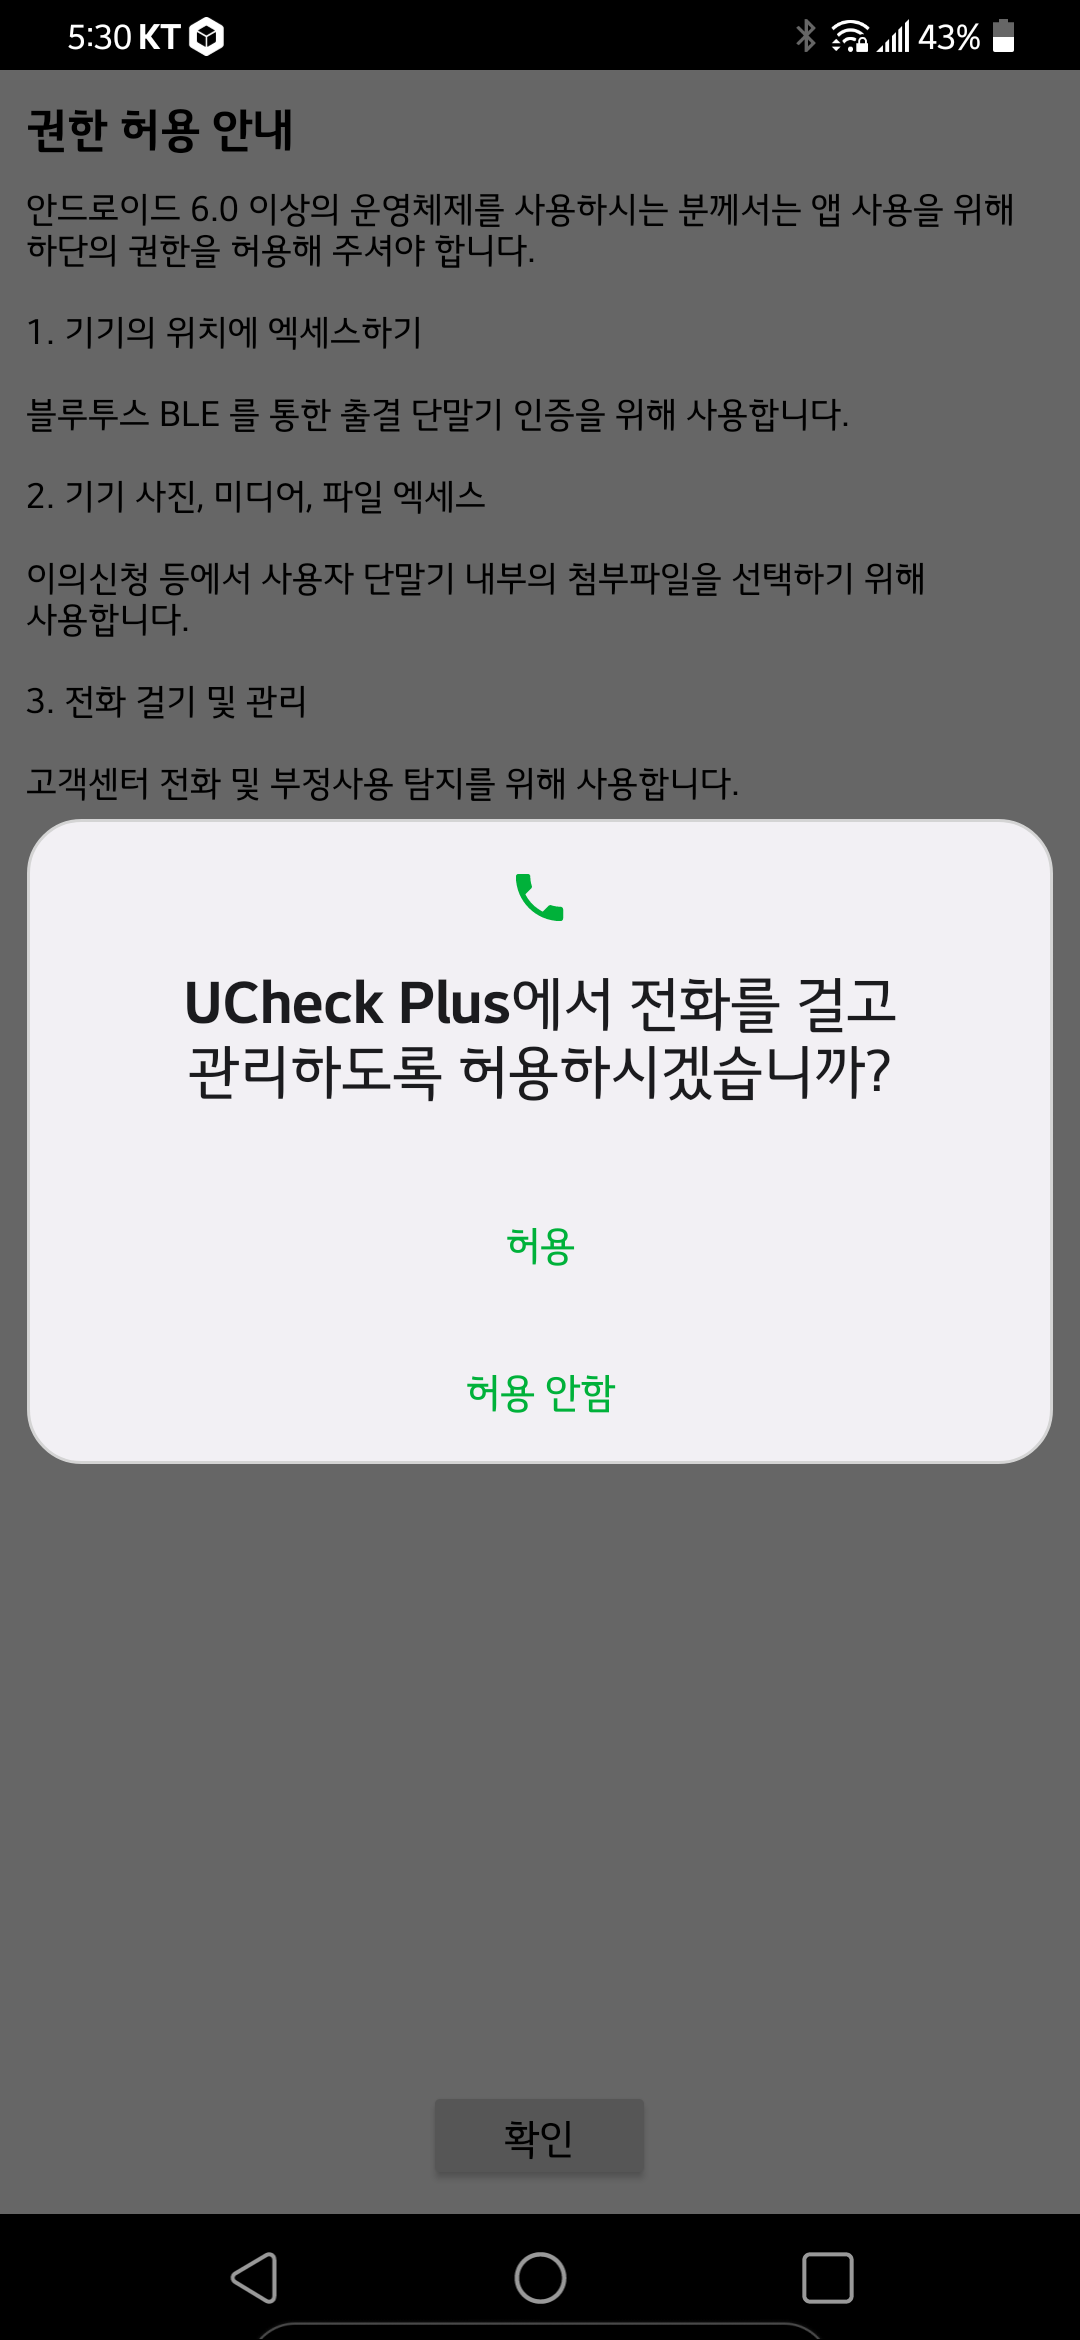 5:30 KT
43%
권한 허용 안내
안드로이드 6.0 이상의 운영체제를 사용하시는 분께서는 앱 사용을 위해
하단의 권한을 허용해 주셔야 합니다.
1. 기기의 위치에 엑세스하기
블루투스 BLE 를 통한 출결 단말기 인증을 위해 사용합니다.
2. 기기 사진, 미디어, 파일 엑세스
이의신청 등에서 사용자 단말기 내부의 첨부파일을 선택하기 위해
사용합니다.
3. 전화 걸기 및 관리
고객센터 전화 및 부정사용 탐지를 위해 사용합니다.
UCheck Plus에서 전화를 걸고
관리하도록 허용하시겠습니까?
허용
허용 안함
확인